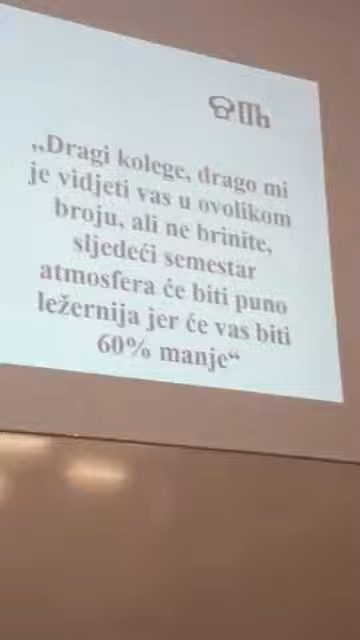 „Dragi kolege, drago mi
je vidjeti vas u ovolikom
broju, ali ne brinite,
sljedeći semestar
atmosfera će biti puno
ležernija jer će vas biti
60% manje“